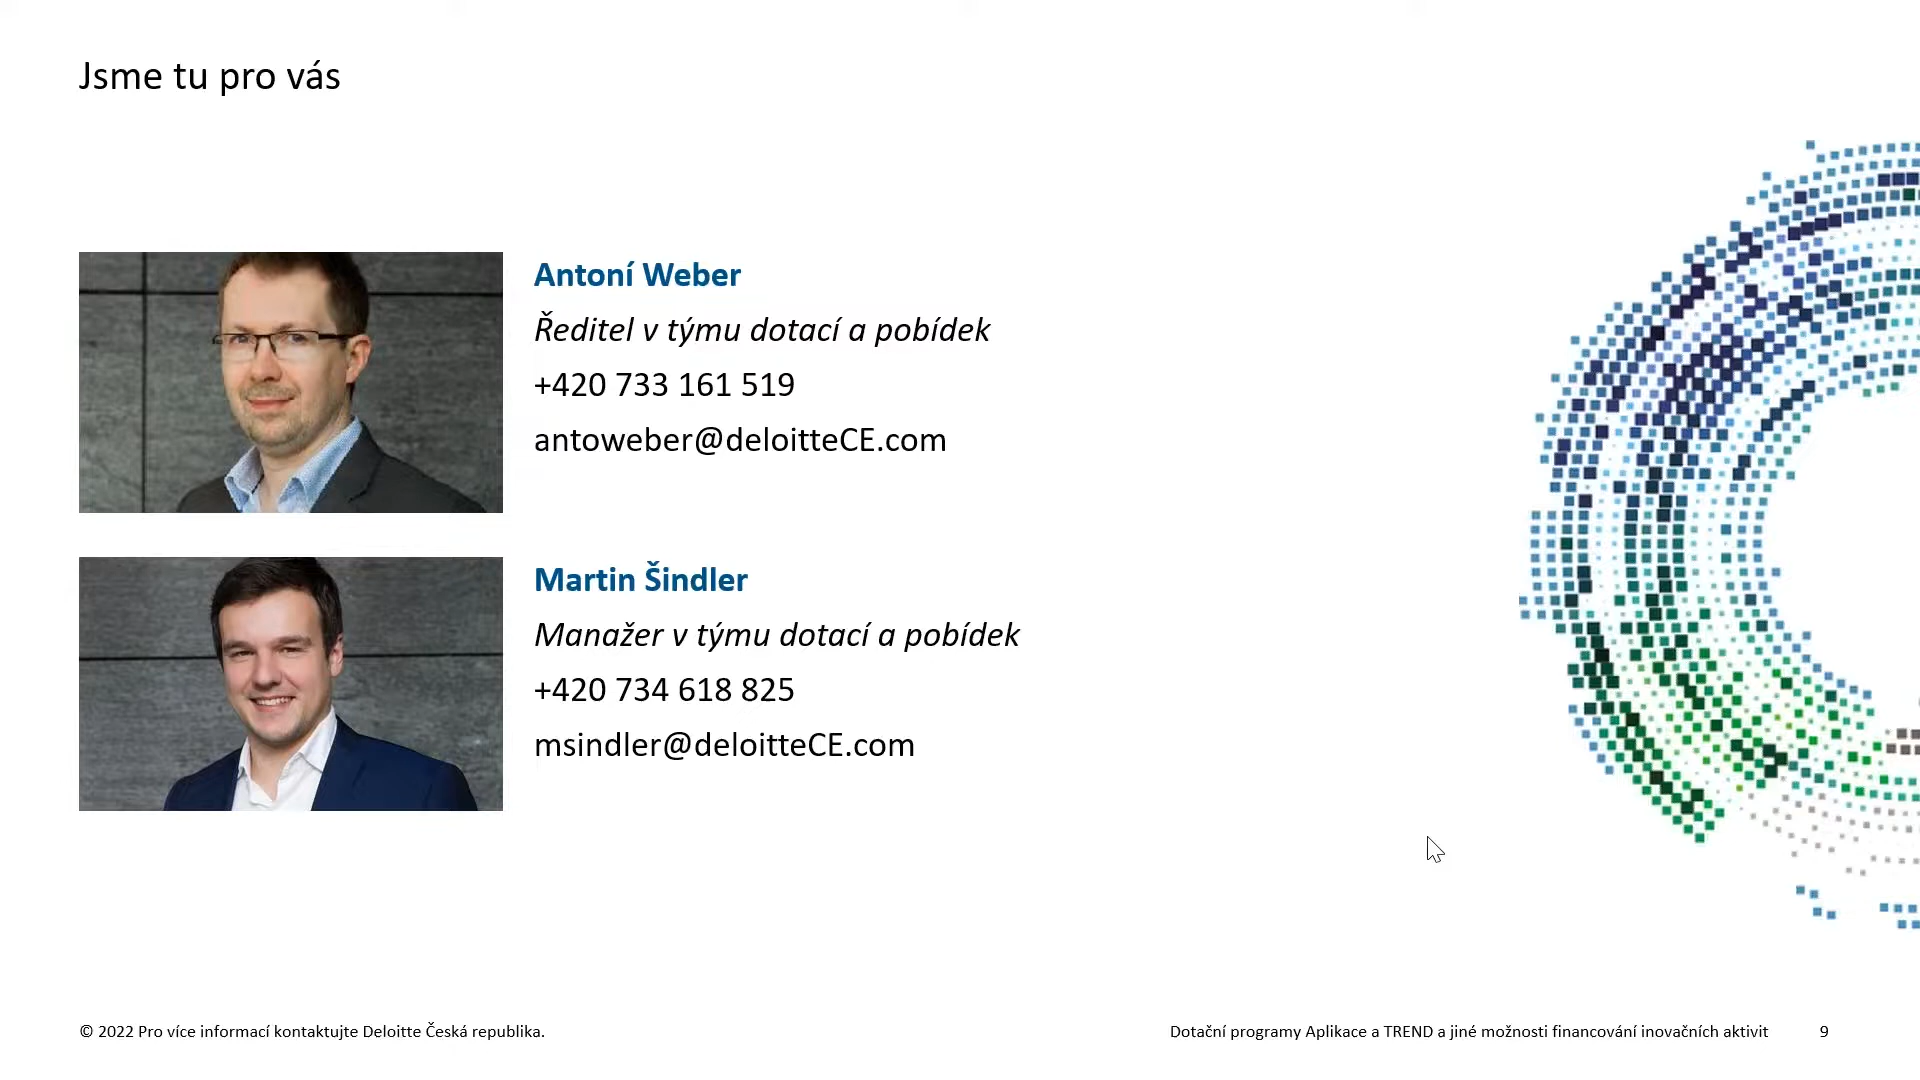 Jsme tu pro vás
Antoní Weber
Ředitel v týmu dotací a pobídek
+420 733 161 519
antoweber@deloitteCE.com
Martin Šindler
Manažer v týmu dotací a pobídek
+420 734 618 825
msindler@deloitteCE.com
© 2022 Pro více informací kontaktujte Deloitte Česká republika.
Dotační programy Aplikace a TREND a jiné možnosti financování inovačních aktivit
9